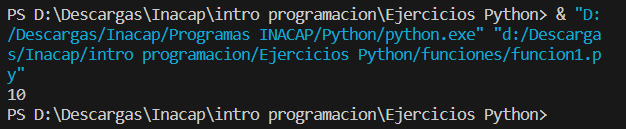 PS D:\Descargas\Inacap\intro programacion\Ejercicios Python> & "D:
/Descargas/Inacap/Programas INACAP/Python/python.exe" "d:/Descarga
s/Inacap/intro programacion/Ejercicios Python/funciones/funcion1.p
y"
10
PS D:\Descargas\Inacap\intro programacion\Ejercicios Python>